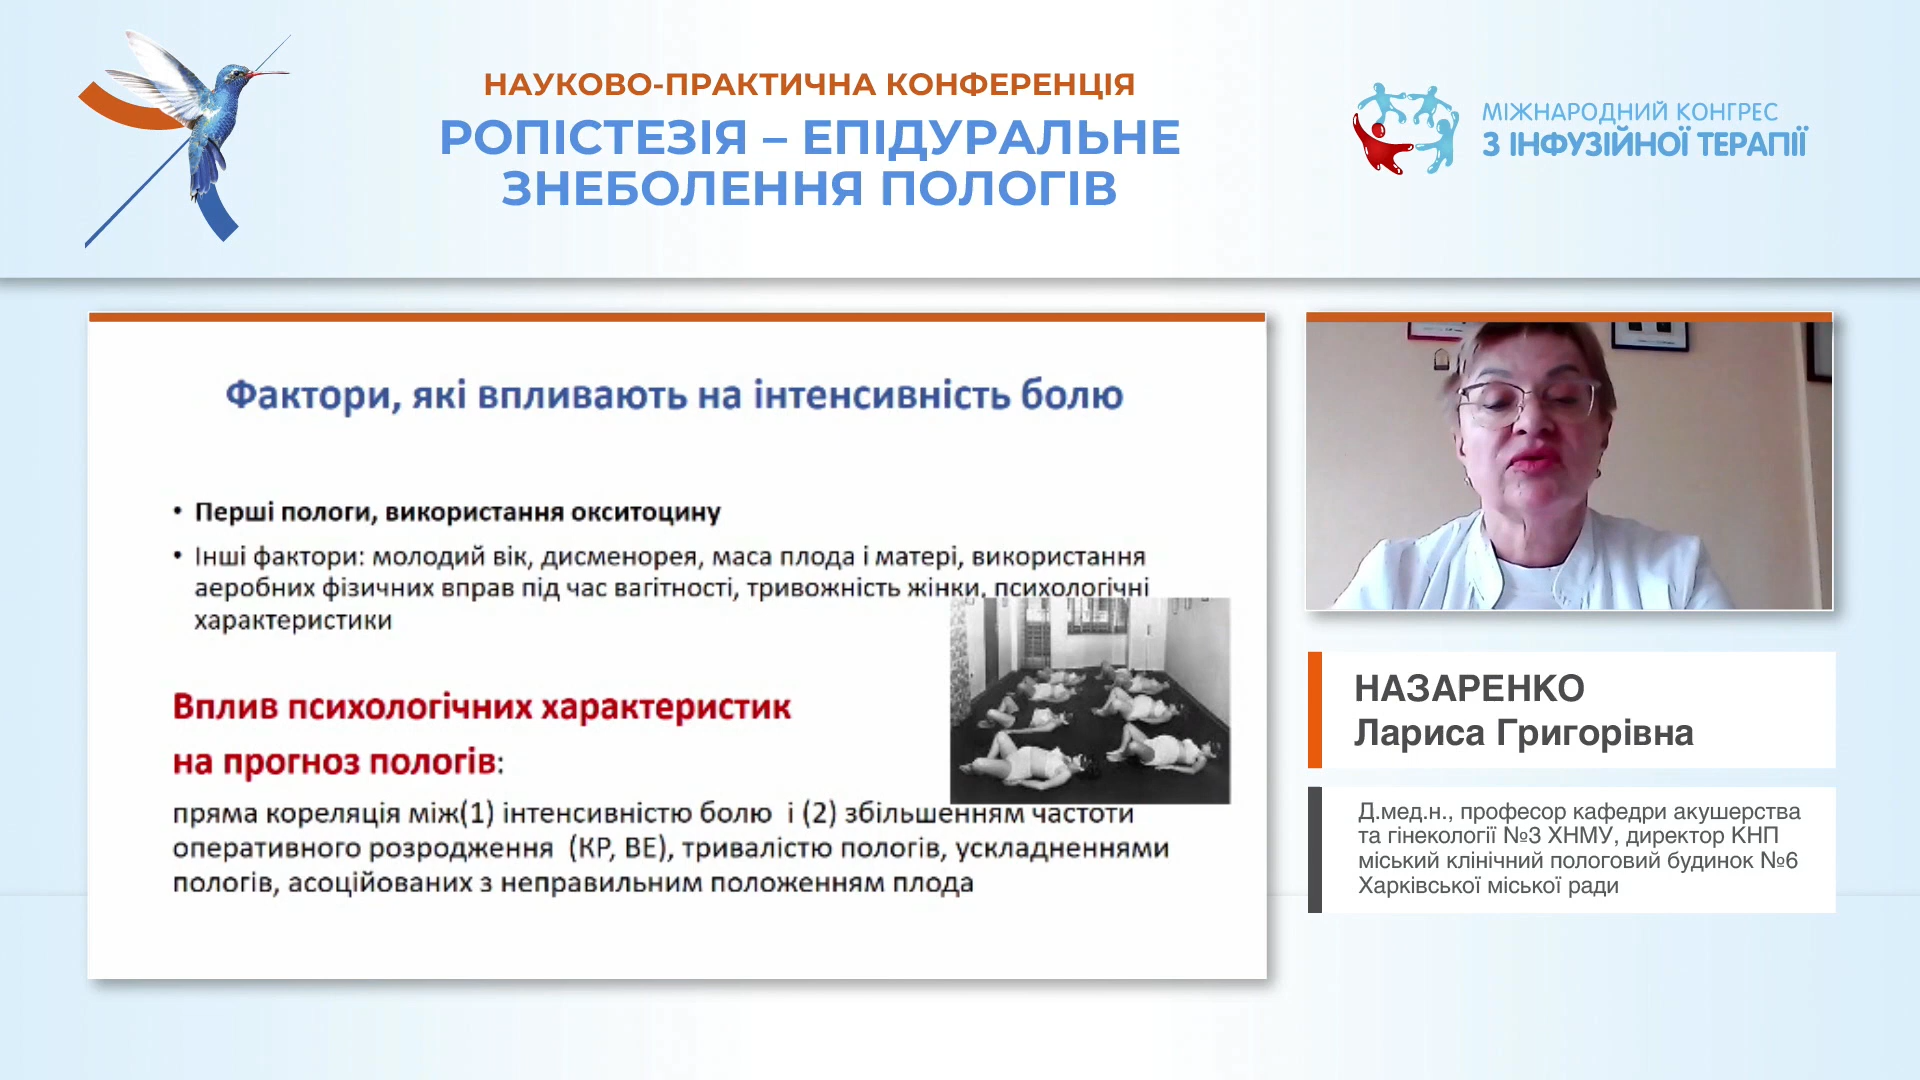 НАУКОВО-ПРАКТИЧНА КОНФЕРЕНЦІЯ
РОПІСТЕЗІЯ – ЕПІДУРАЛЬНЕ
ЗНЕБОЛЕННЯ ПОЛОГІВ
МІЖНАРОДНИЙ КОНГРЕС
З ІНФУЗІЙНОЇ ТЕРАПІЇ
Фактори, які впливають на інтенсивність болю
• Перші пологи, використання окситоцину
• Інші фактори: молодий вік, дисменорея, маса плода і матері, використання
аеробних фізичних вправ під час вагітності, тривожність жінки, психологічні
характеристики
Вплив психологічних характеристик
на прогноз пологів:
пряма кореляція між(1) інтенсивністю болю і (2) збільшенням частоти
оперативного розродження (КР, ВЕ), тривалістю пологів, ускладненнями
пологів, асоційованих з неправильним положенням плода
НАЗАРЕНКО
Лариса Григорівна
Д.мед.н., професор кафедри акушерства
та гінекології №3 ХНМУ, директор КНП
міський клінічний пологовий будинок №6
Харківської міської ради